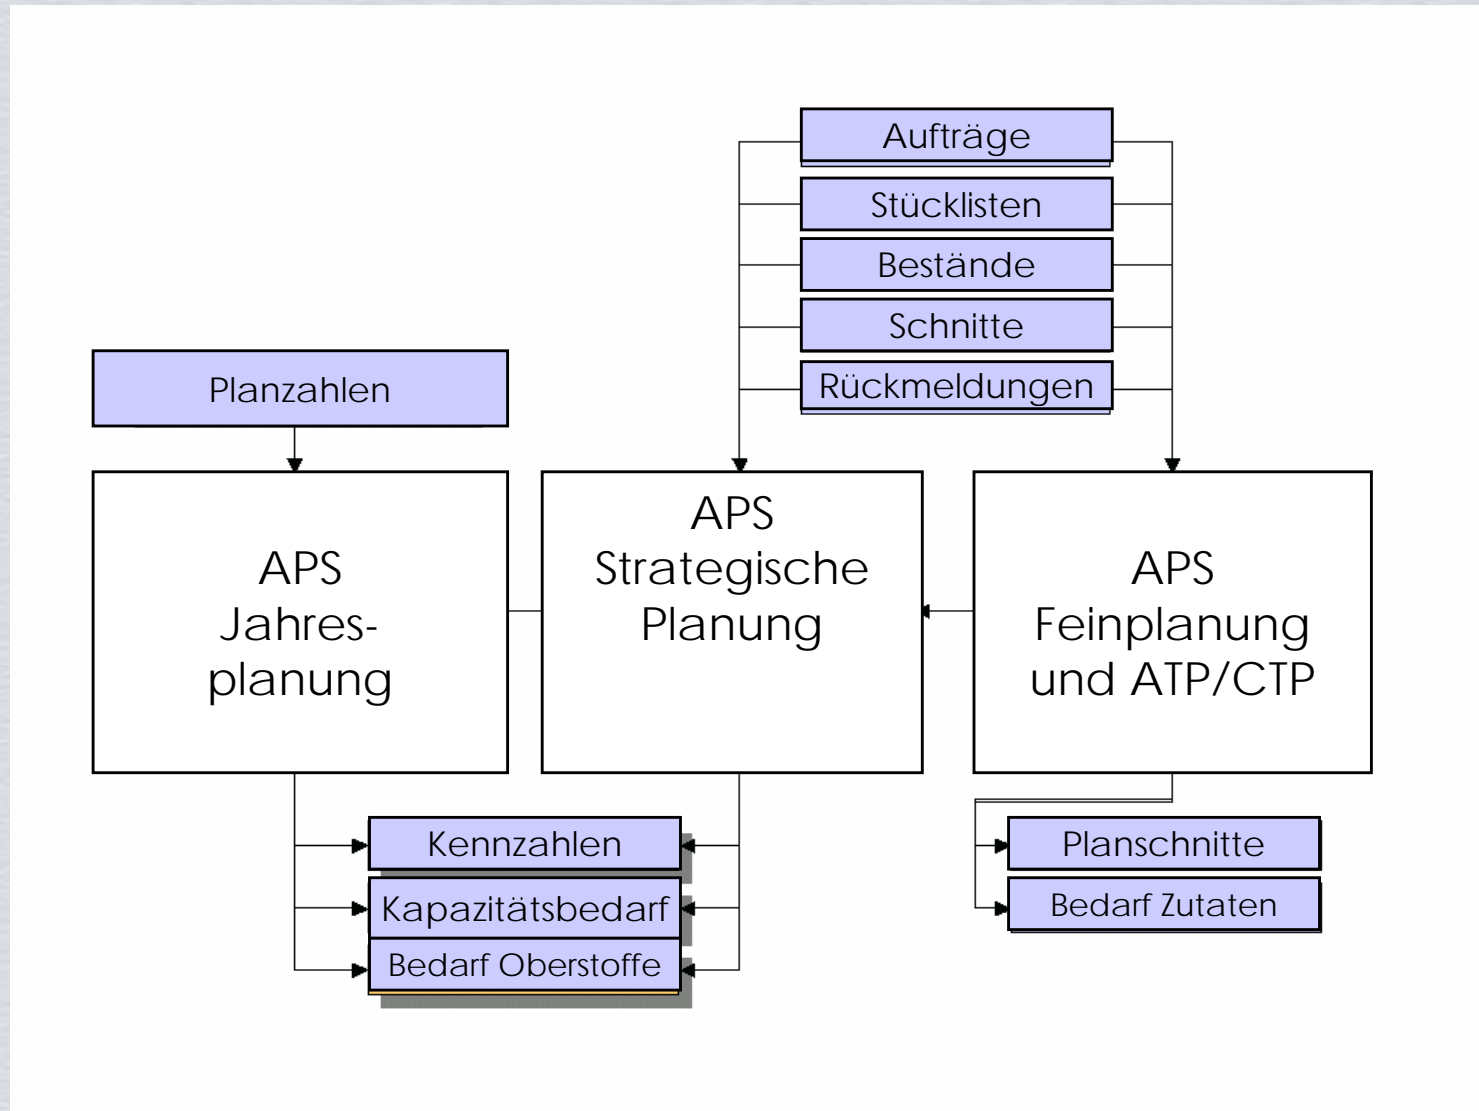 Aufträge
Stücklisten
Bestände
Schnitte
Rückmeldungen
Planzahlen
APS
Jahres-
planung
APS
Strategische
Planung
APS
Feinplanung
und ATP/CTP
Kennzahlen
Kapazitätsbedarf
Bedarf Oberstoffe
Planschnitte
Bedarf Zutaten